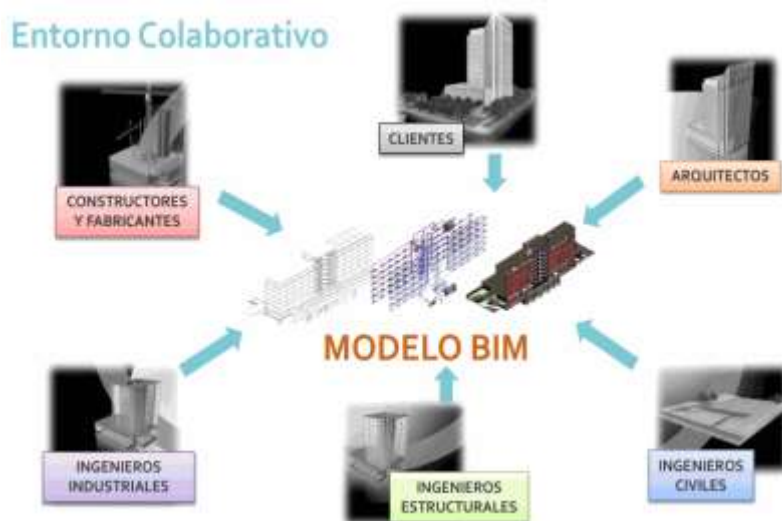 Entorno Colaborativo
CLIENTES
CONSTRUCTORES
Y FABRICANTES
ARQUITECTOS
MODELO BIM
INGENIEROS
INDUSTRIALES
INGENIEROS
ESTRUCTURALES
INGENIEROS
CIVILES